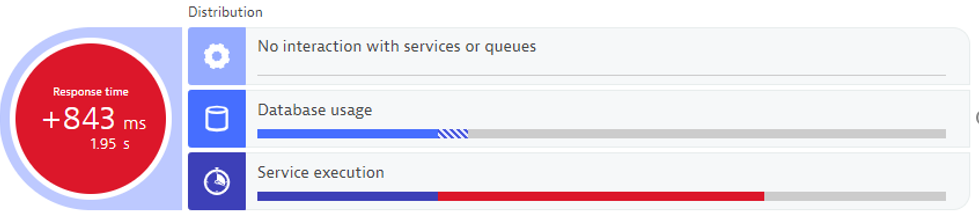 Distribution
No interaction with services or queues
Response time
+843 ms
1.95 s
Database usage
Service execution